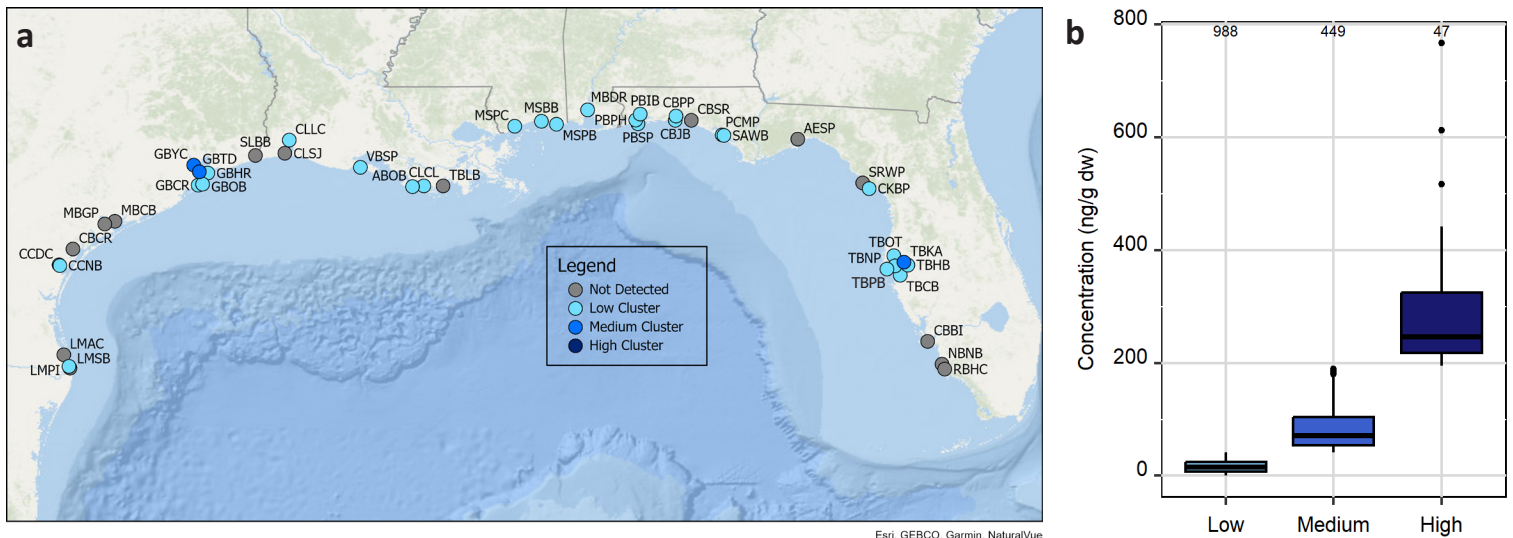 a
MBDR PBIB CBPP
MSBB CBSR
MSPC PBPH PCMP
MSPB PBSP CBJB SAWB AESP
CLLC
SLBB CLSJ
GBYC GBTD VBSP
GBHR ABOB CLCL TBLB
GBCR GBOB
SRWP
CKBP
MBGP MBCB
CBCR
CCDC CCNB
TBOT TBKA
TBNP TBHB
TBPB TBCB
Legend
Not Detected
Low Cluster
Medium Cluster
High Cluster
LMAC
LMSB
LMPI
CBBI
NBNB
RBHC
Esri, GEBCO, Garmin, NaturalVue
b
988 449 47
Concentration (ng/g dw)
800
600
400
200
0
Low Medium High